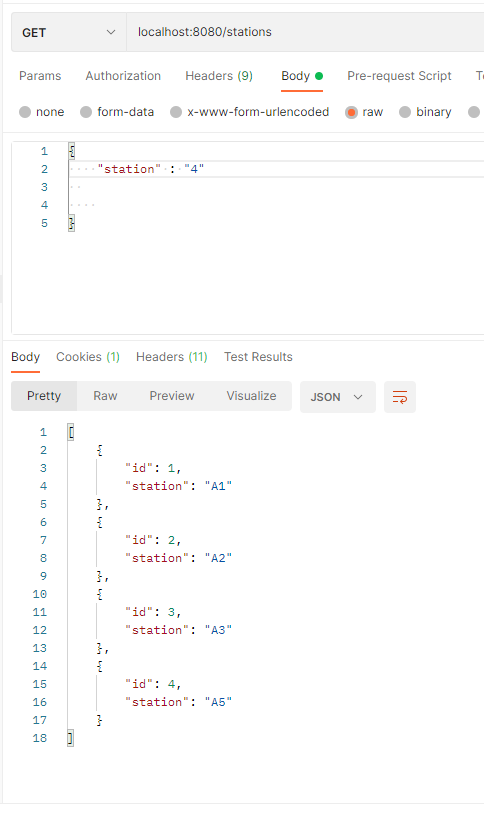 GET localhost:8080/stations
Params Authorization Headers (9) Body Pre-request Script T
none form-data x-www-form-urlencoded raw binary
1 {
2 "station" : "4"
3
4
5 }
Body Cookies (1) Headers (11) Test Results
Pretty Raw Preview Visualize JSON
1 [
2 {
3 "id": 1,
4 "station": "A1"
5 },
6 {
7 "id": 2,
8 "station": "A2"
9 },
10 {
11 "id": 3,
12 "station": "A3"
13 },
14 {
15 "id": 4,
16 "station": "A5"
17 }
18 ]